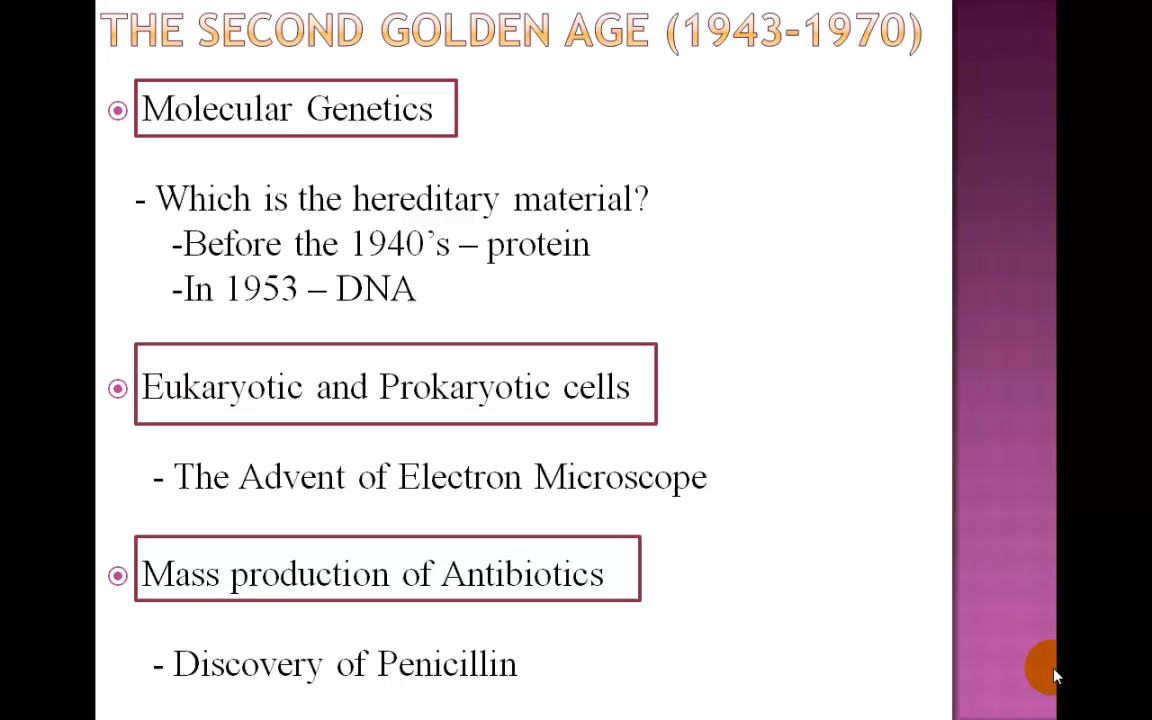 THE SECOND GOLDEN AGE (1943-1970)
Molecular Genetics
- Which is the hereditary material?
-Before the 1940’s – protein
-In 1953 – DNA
Eukaryotic and Prokaryotic cells
- The Advent of Electron Microscope
Mass production of Antibiotics
- Discovery of Penicillin